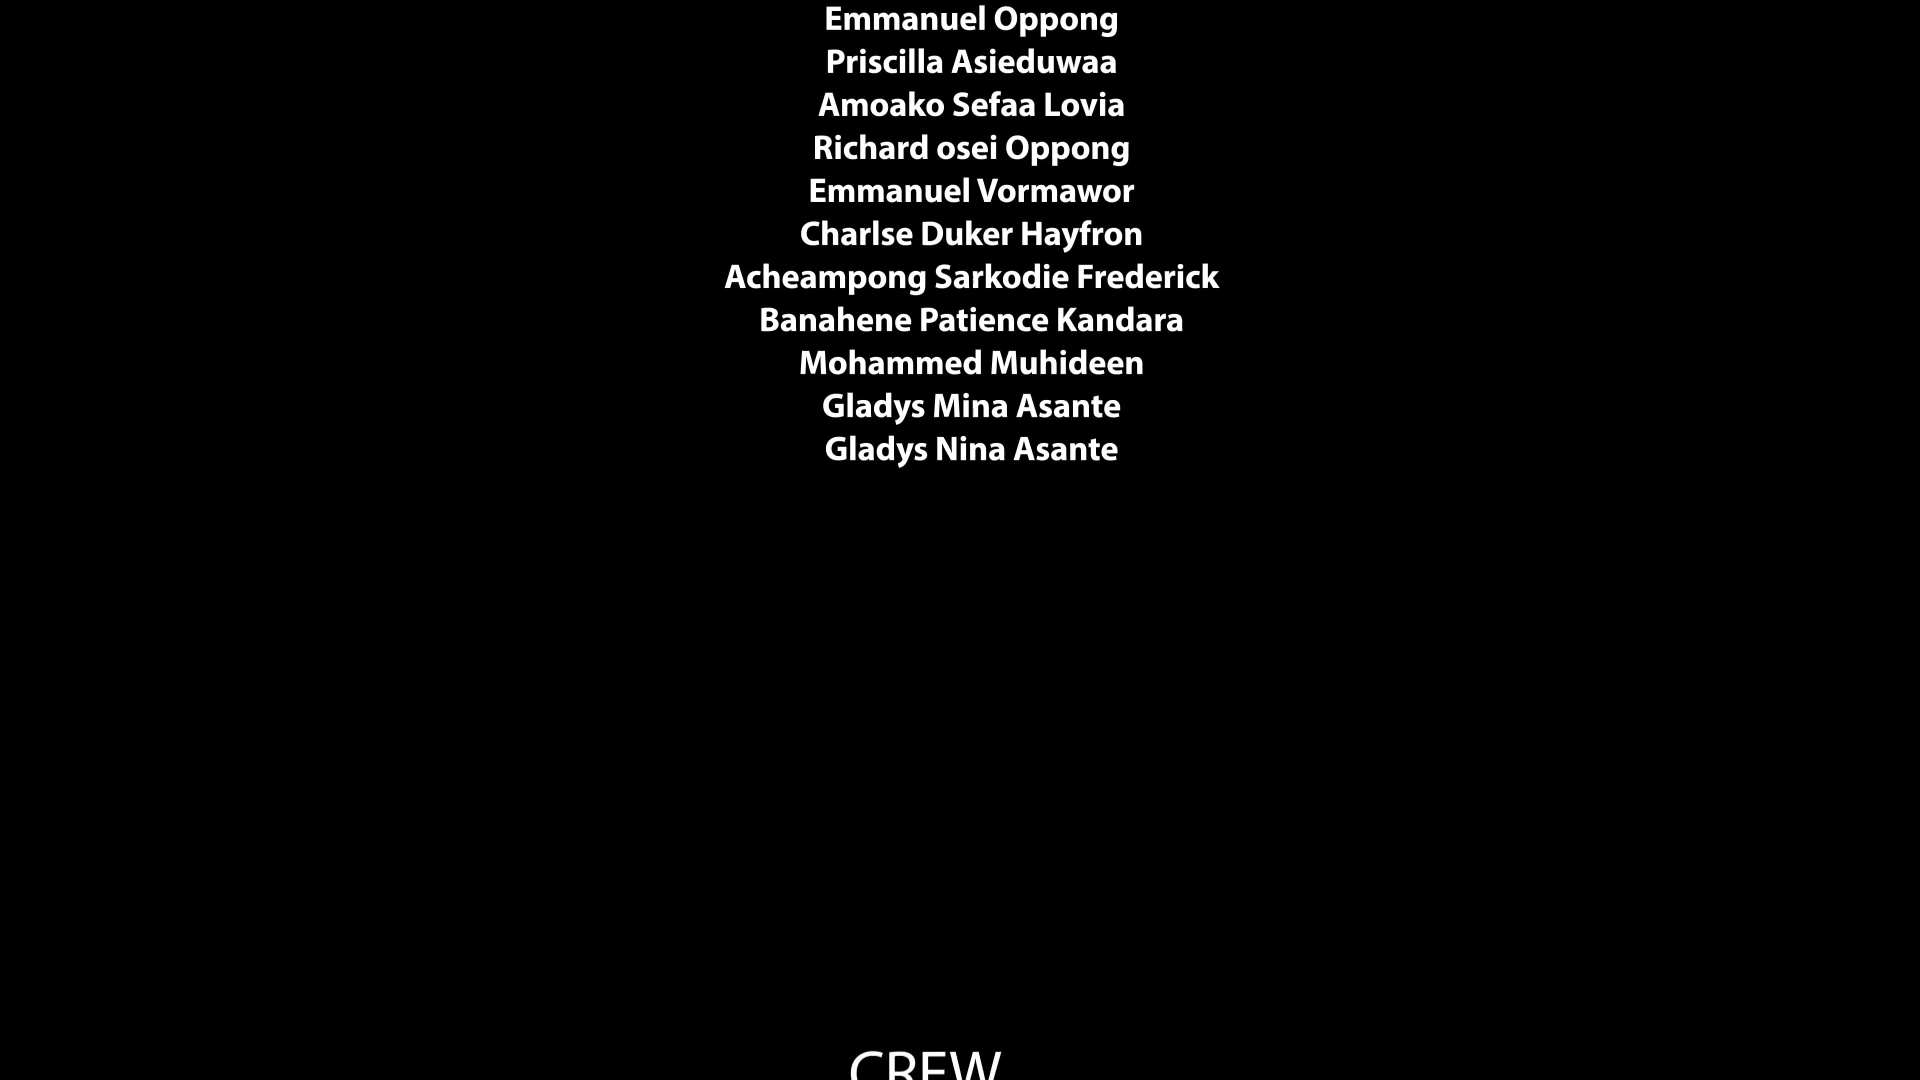 Emmanuel Oppong
Priscilla Asieduwaa
Amoako Sefaa Lovia
Richard osei Oppong
Emmanuel Vormawor
Charlse Duker Hayfron
Acheampong Sarkodie Frederick
Banahene Patience Kandara
Mohammed Muhideen
Gladys Mina Asante
Gladys Nina Asante
CREW